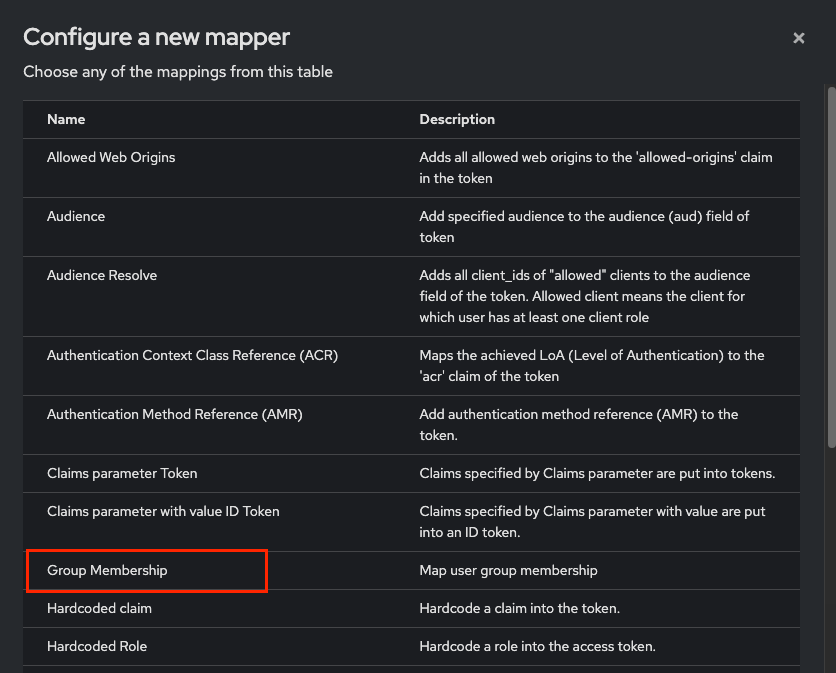 Configure a new mapper
Choose any of the mappings from this table
Name Description
Allowed Web Origins Adds all allowed web origins to the 'allowed-origins' claim
in the token
Audience Add specified audience to the audience (aud) field of
token
Audience Resolve Adds all client_ids of "allowed" clients to the audience
field of the token. Allowed client means the client for
which user has at least one client role
Authentication Context Class Reference (ACR) Maps the achieved LoA (Level of Authentication) to the
'acr' claim of the token
Authentication Method Reference (AMR) Add authentication method reference (AMR) to the
token.
Claims parameter Token Claims specified by Claims parameter are put into tokens.
Claims parameter with value ID Token Claims specified by Claims parameter with value are put
into an ID token.
Group Membership Map user group membership
Hardcoded claim Hardcode a claim into the token.
Hardcoded Role Hardcode a role into the access token.